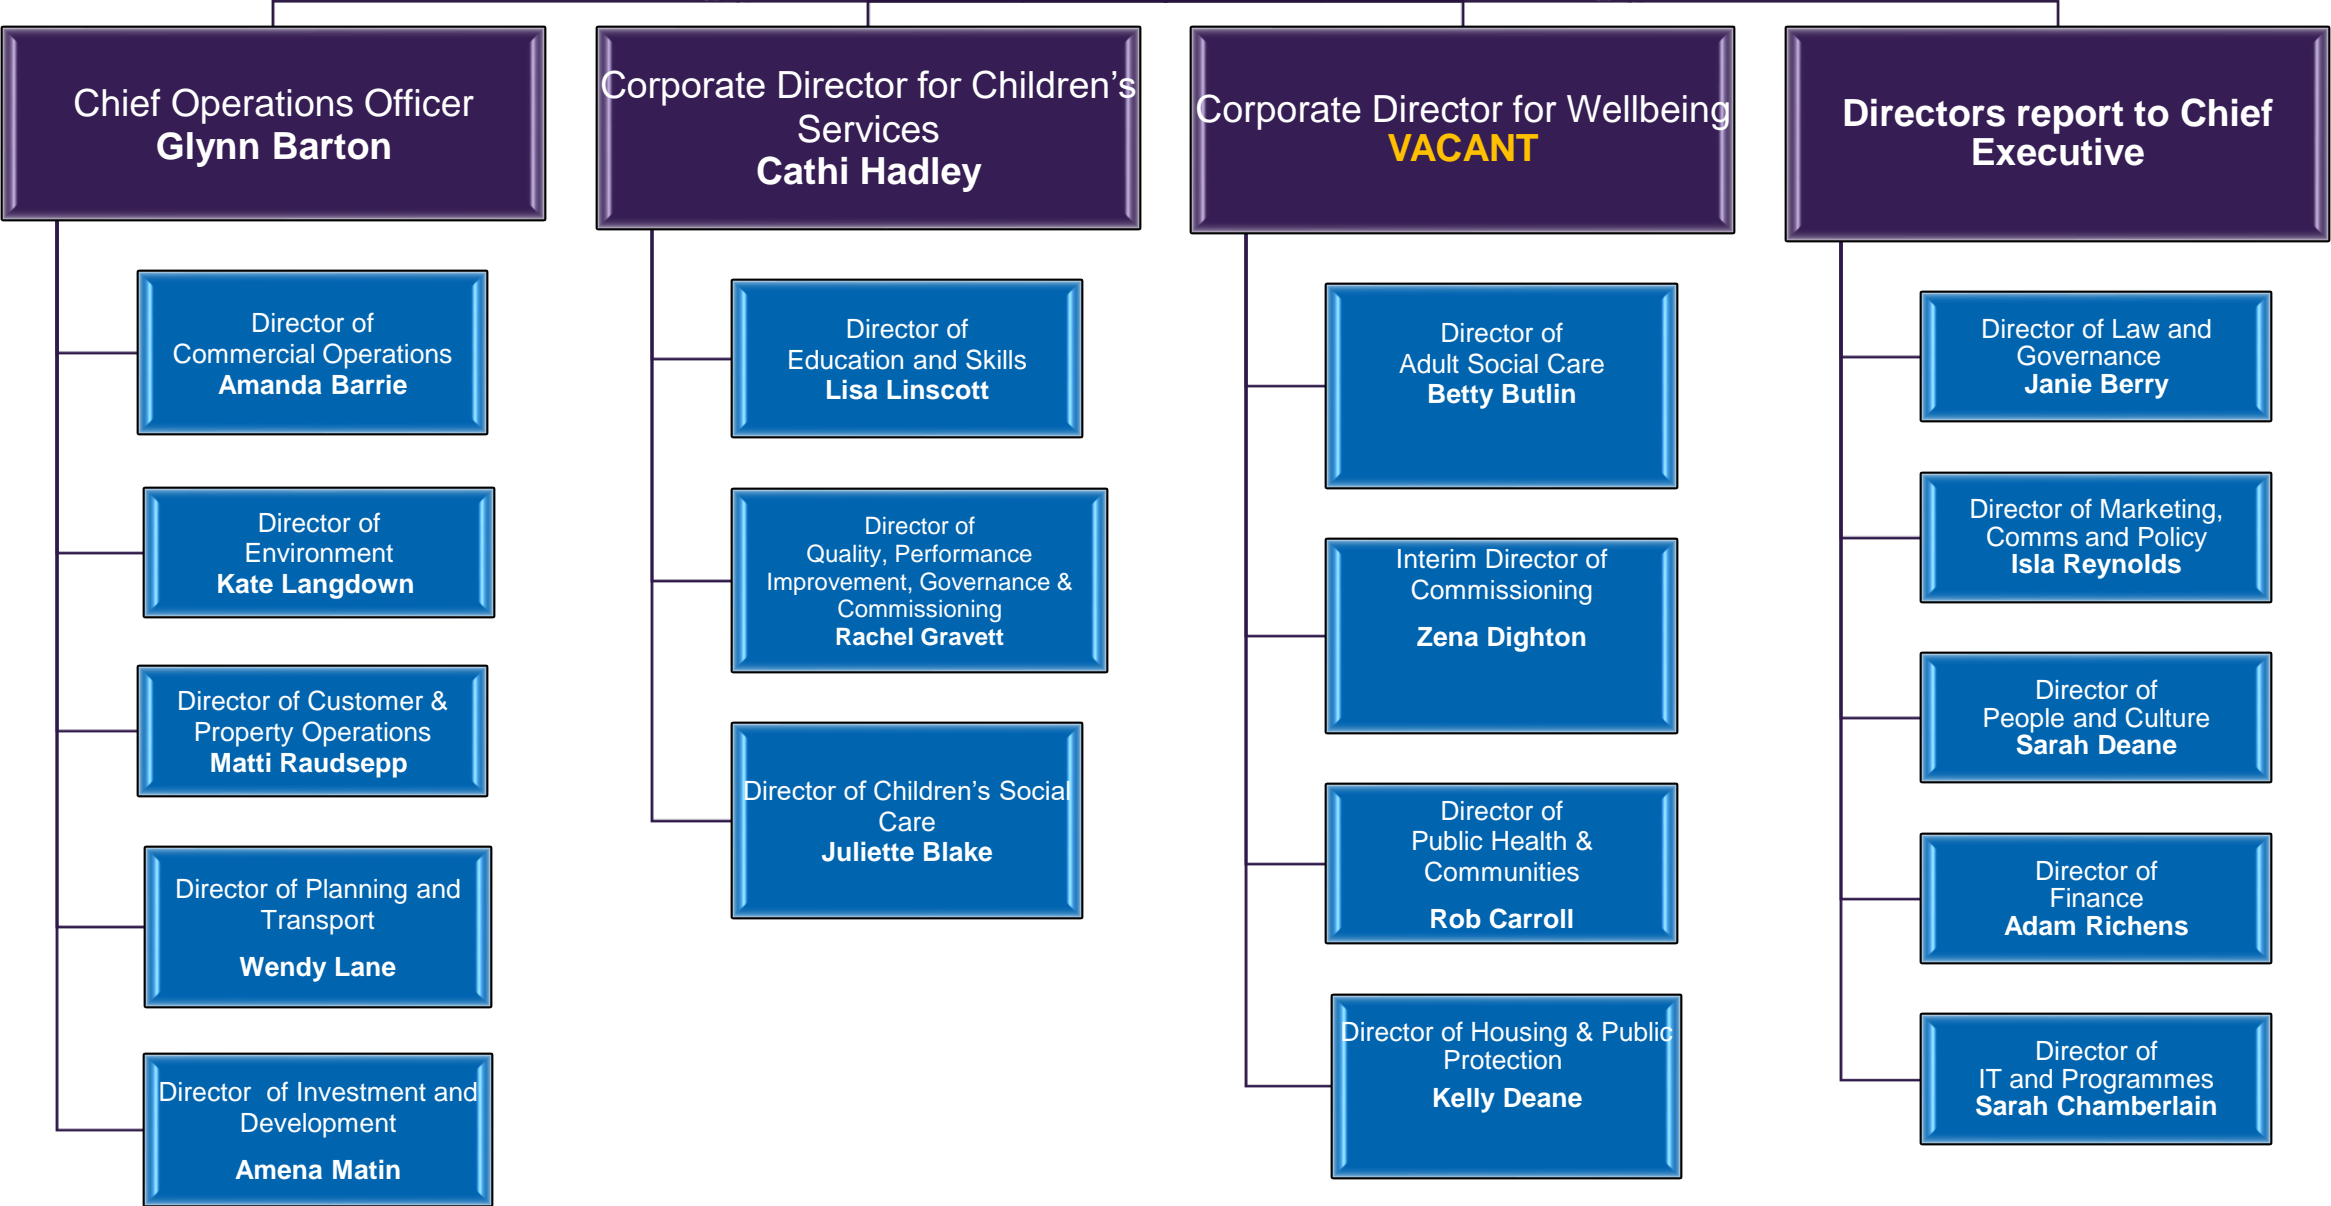 Chief Operations Officer
Glynn Barton
Director of
Commercial Operations
Amanda Barrie
Director of
Environment
Kate Langdown
Director of Customer &
Property Operations
Matti Raudsepp
Director of Planning and
Transport
Wendy Lane
Director  of Investment and
Development
Amena Matin
Corporate Director for Children’s
Services
Cathi Hadley
Director of
Education and Skills
Lisa Linscott
Director of
Quality, Performance
Improvement, Governance &
Commissioning
Rachel Gravett
Director of Children’s Social
Care
Juliette Blake
Corporate Director for Wellbeing
VACANT
Director of
Adult Social Care
Betty Butlin
Interim Director of
Commissioning
Zena Dighton
Director of
Public Health &
Communities
Rob Carroll
Director of Housing & Public
Protection
Kelly Deane
Directors report to Chief
Executive
Director of Law and
Governance
Janie Berry
Director of Marketing,
Comms and Policy
Isla Reynolds
Director of
People and Culture
Sarah Deane
Director of
Finance
Adam Richens
Director of
IT and Programmes
Sarah Chamberlain